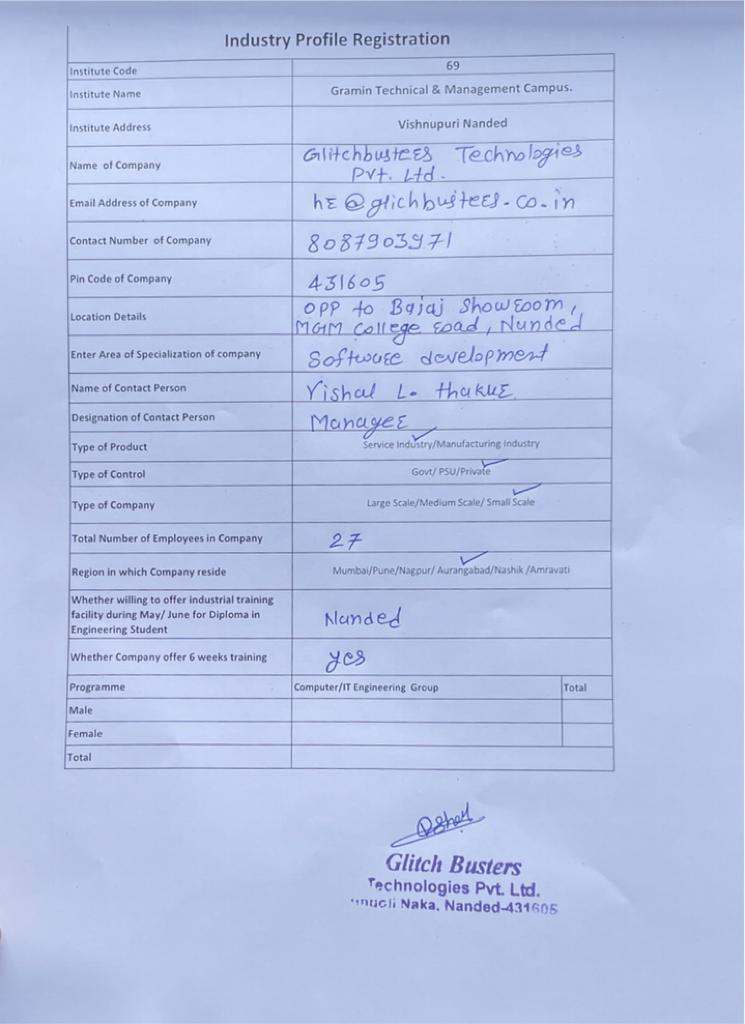 Industry Profile Registration
Institute Code 69
Institute Name Gramin Technical & Management Campus.
Institute Address Vishnupuri Nanded
Name of Company Glitchbusters Technologies
Pvt. Ltd.
Email Address of Company hr@glichbusters.co.in
Contact Number of Company 8087903971
Pin Code of Company 431605
Location Details OPP to Bajaj Showroom,
MGM College road, Nanded
Enter Area of Specialization of company Software development
Name of Contact Person Vishal L. thakur
Designation of Contact Person Manager
Type of Product Service Industry/Manufacturing Industry
Type of Control Govt/ PSU/Private
Type of Company Large Scale/Medium Scale/ Small Scale
Total Number of Employees in Company 27
Region in which Company reside Mumbai/Pune/Nagpur/ Aurangabad/Nashik /Amravati
Whether willing to offer industrial training
facility during May/ June for Diploma in
Engineering Student Nanded
Whether Company offer 6 weeks training yes
Programme Computer/IT Engineering Group Total
Male
Female
Total
Glitch Busters
Technologies Pvt. Ltd.
Naka. Nanded-431605